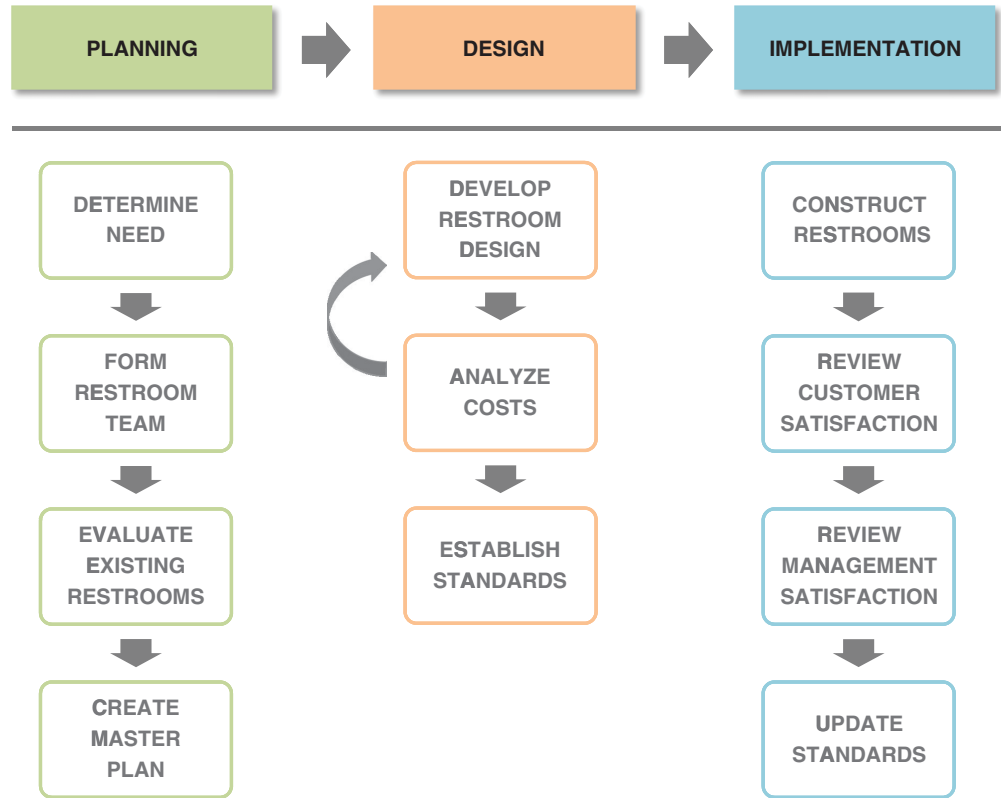 PLANNING
DESIGN
IMPLEMENTATION
DETERMINE
NEED
FORM
RESTROOM
TEAM
EVALUATE
EXISTING
RESTROOMS
CREATE
MASTER
PLAN
DEVELOP
RESTROOM
DESIGN
ANALYZE
COSTS
ESTABLISH
STANDARDS
CONSTRUCT
RESTROOMS
REVIEW
CUSTOMER
SATISFACTION
REVIEW
MANAGEMENT
SATISFACTION
UPDATE
STANDARDS